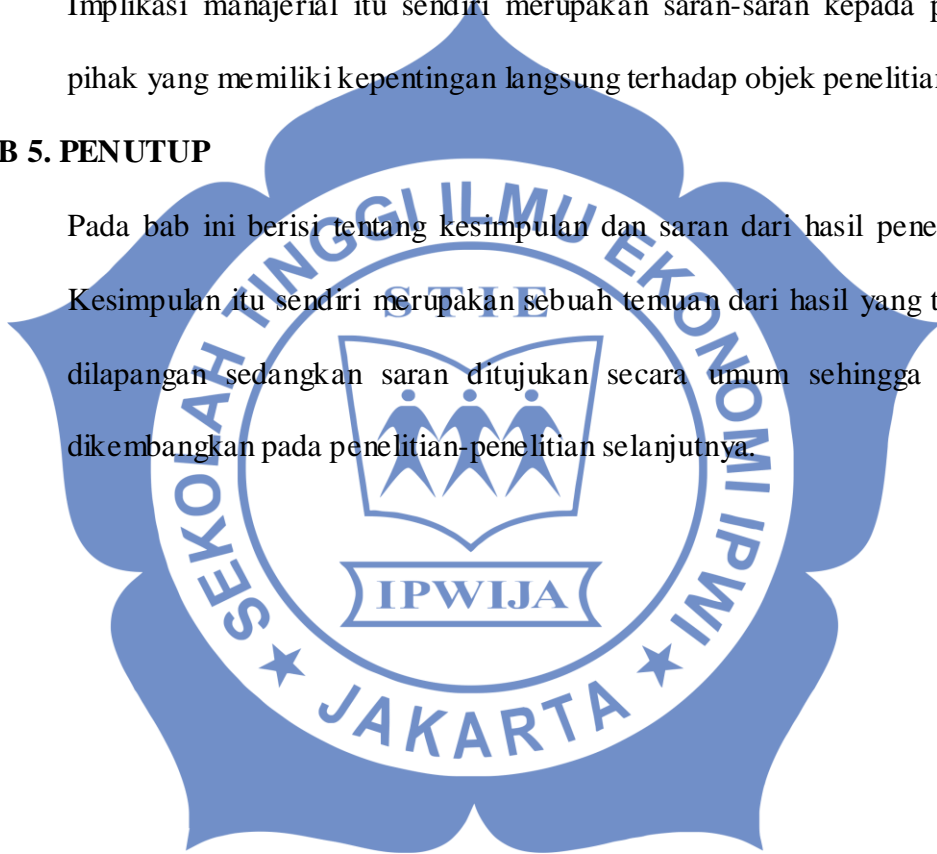 Implikasi manajerial itu sendiri merupakan saran-saran kepada p
pihak yang memiliki kepentingan langsung terhadap objek penelitian
B 5. PENUTUP
Pada bab ini berisi tentang kesimpulan dan saran dari hasil pene
Kesimpulan itu sendiri merupakan sebuah temuan dari hasil yang t
dilapangan sedangkan saran ditujukan secara umum sehingga
dikembangkan pada penelitian-penelitian selanjutnya.
SEKOLAH TINGGI ILMU EKONOMI IPWI
STIE
IPWIJA
★ JAKARTA ★